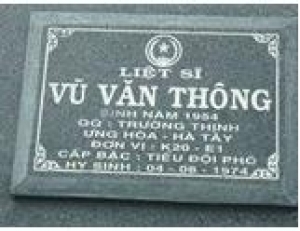 LIỆT SĨ
VŨ VĂN THÔNG
SINH NĂM 1954
QQ : TRƯỜNG THỊNH
ỨNG HÒA - HÀ TÂY
ĐƠN VỊ : K20 - E1
CẤP BẬC : TIỂU ĐỘI PHÓ
HY SINH : 04 - 08 - 1974